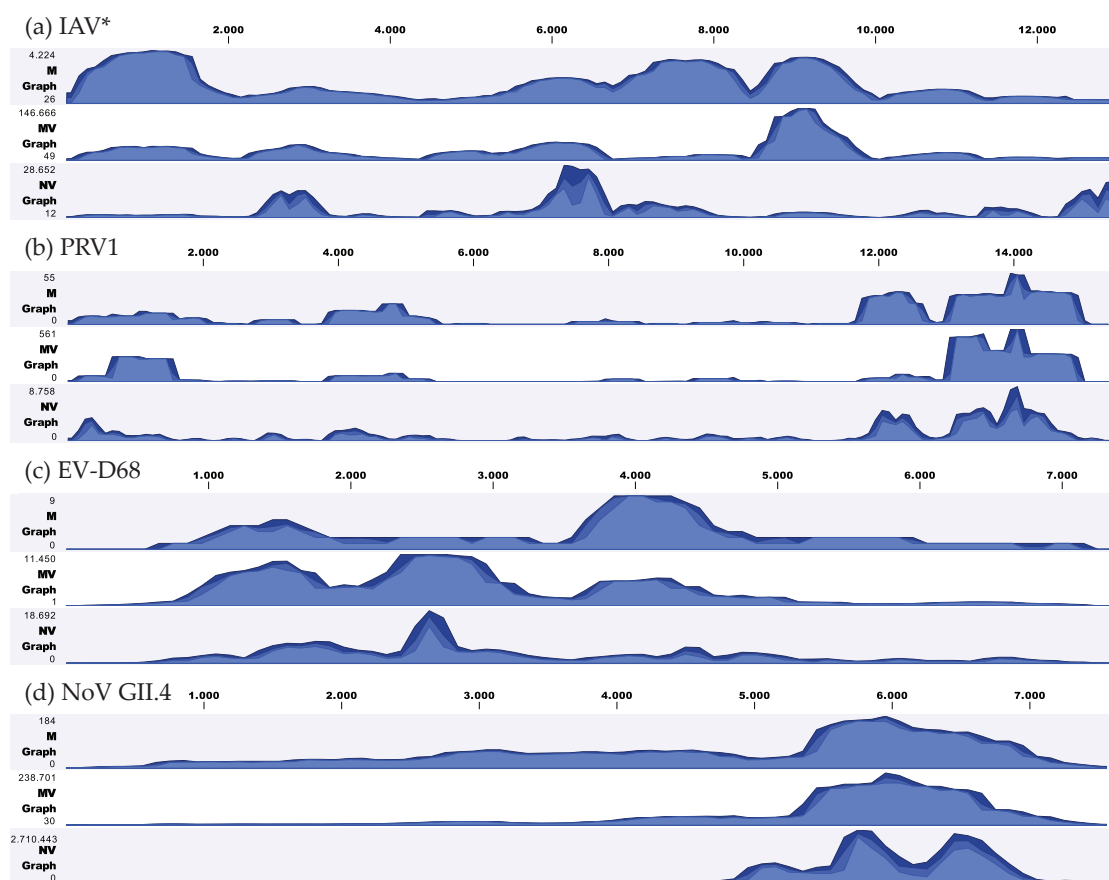 (a) IAV*
2.000 4.000 6.000 8.000 10.000 12.000
4.224
M
Graph
26
146.666
MV
Graph
49
28.652
NV
Graph
12
(b) PRV1
2.000 4.000 6.000 8.000 10.000 12.000 14.000
55
M
Graph
0
561
MV
Graph
0
8.758
NV
Graph
0
(c) EV-D68
1.000 2.000 3.000 4.000 5.000 6.000 7.000
9
M
Graph
0
11.450
MV
Graph
1
18.692
NV
Graph
0
(d) NoV GII.4
1.000 2.000 3.000 4.000 5.000 6.000 7.000
184
M
Graph
0
238.701
MV
Graph
30
2.710.443
NV
Graph
0